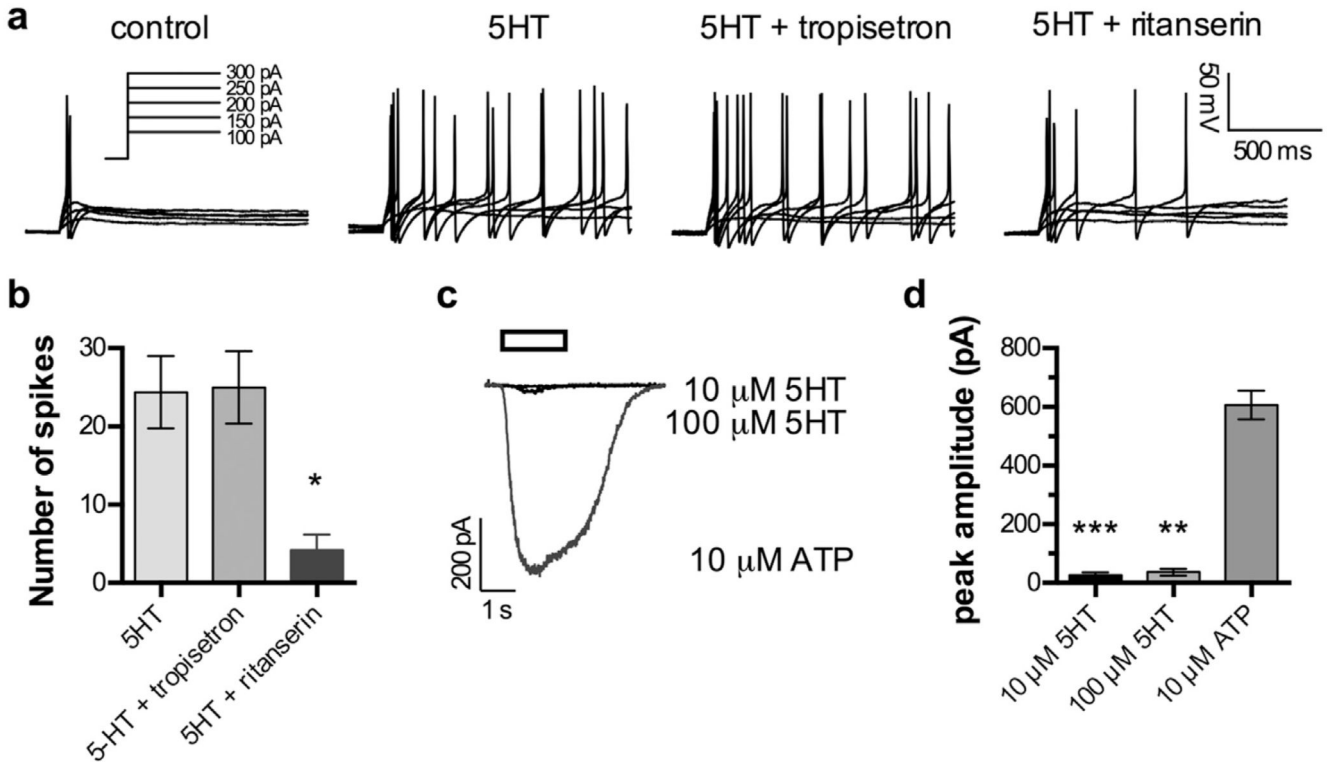 a
control
5HT
5HT + tropisetron
5HT + ritanserin
300 pA
250 pA
200 pA
150 pA
100 pA
50 mV
500 ms
b
Number of spikes
30
20
10
0
*
5HT
5-HT + tropisetron
5HT + ritanserin
c
10 μM 5HT
100 μM 5HT
10 μM ATP
200 pA
1 s
d
peak amplitude (pA)
800
600
400
200
0
***
**
10 μM 5HT
100 μM 5HT
10 μM ATP